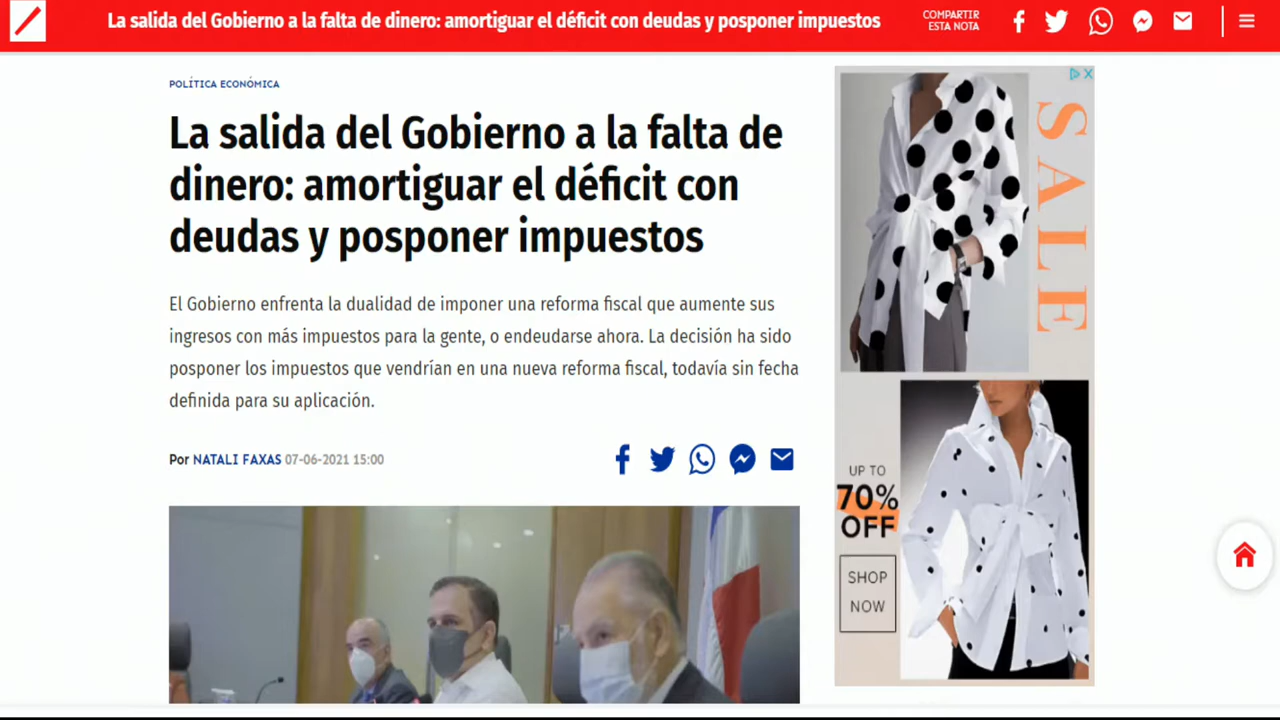 La salida del Gobierno a la falta de dinero: amortiguar el déficit con deudas y posponer impuestos
COMPARTIR
ESTA NOTA
POLÍTICA ECONÓMICA
La salida del Gobierno a la falta de
dinero: amortiguar el déficit con
deudas y posponer impuestos
El Gobierno enfrenta la dualidad de imponer una reforma fiscal que aumente sus
ingresos con más impuestos para la gente, o endeudarse ahora. La decisión ha sido
posponer los impuestos que vendrían en una nueva reforma fiscal, todavía sin fecha
definida para su aplicación.
Por NATALI FAXAS 07-06-2021 15:00
SALE
UP TO
70%
OFF
SHOP
NOW